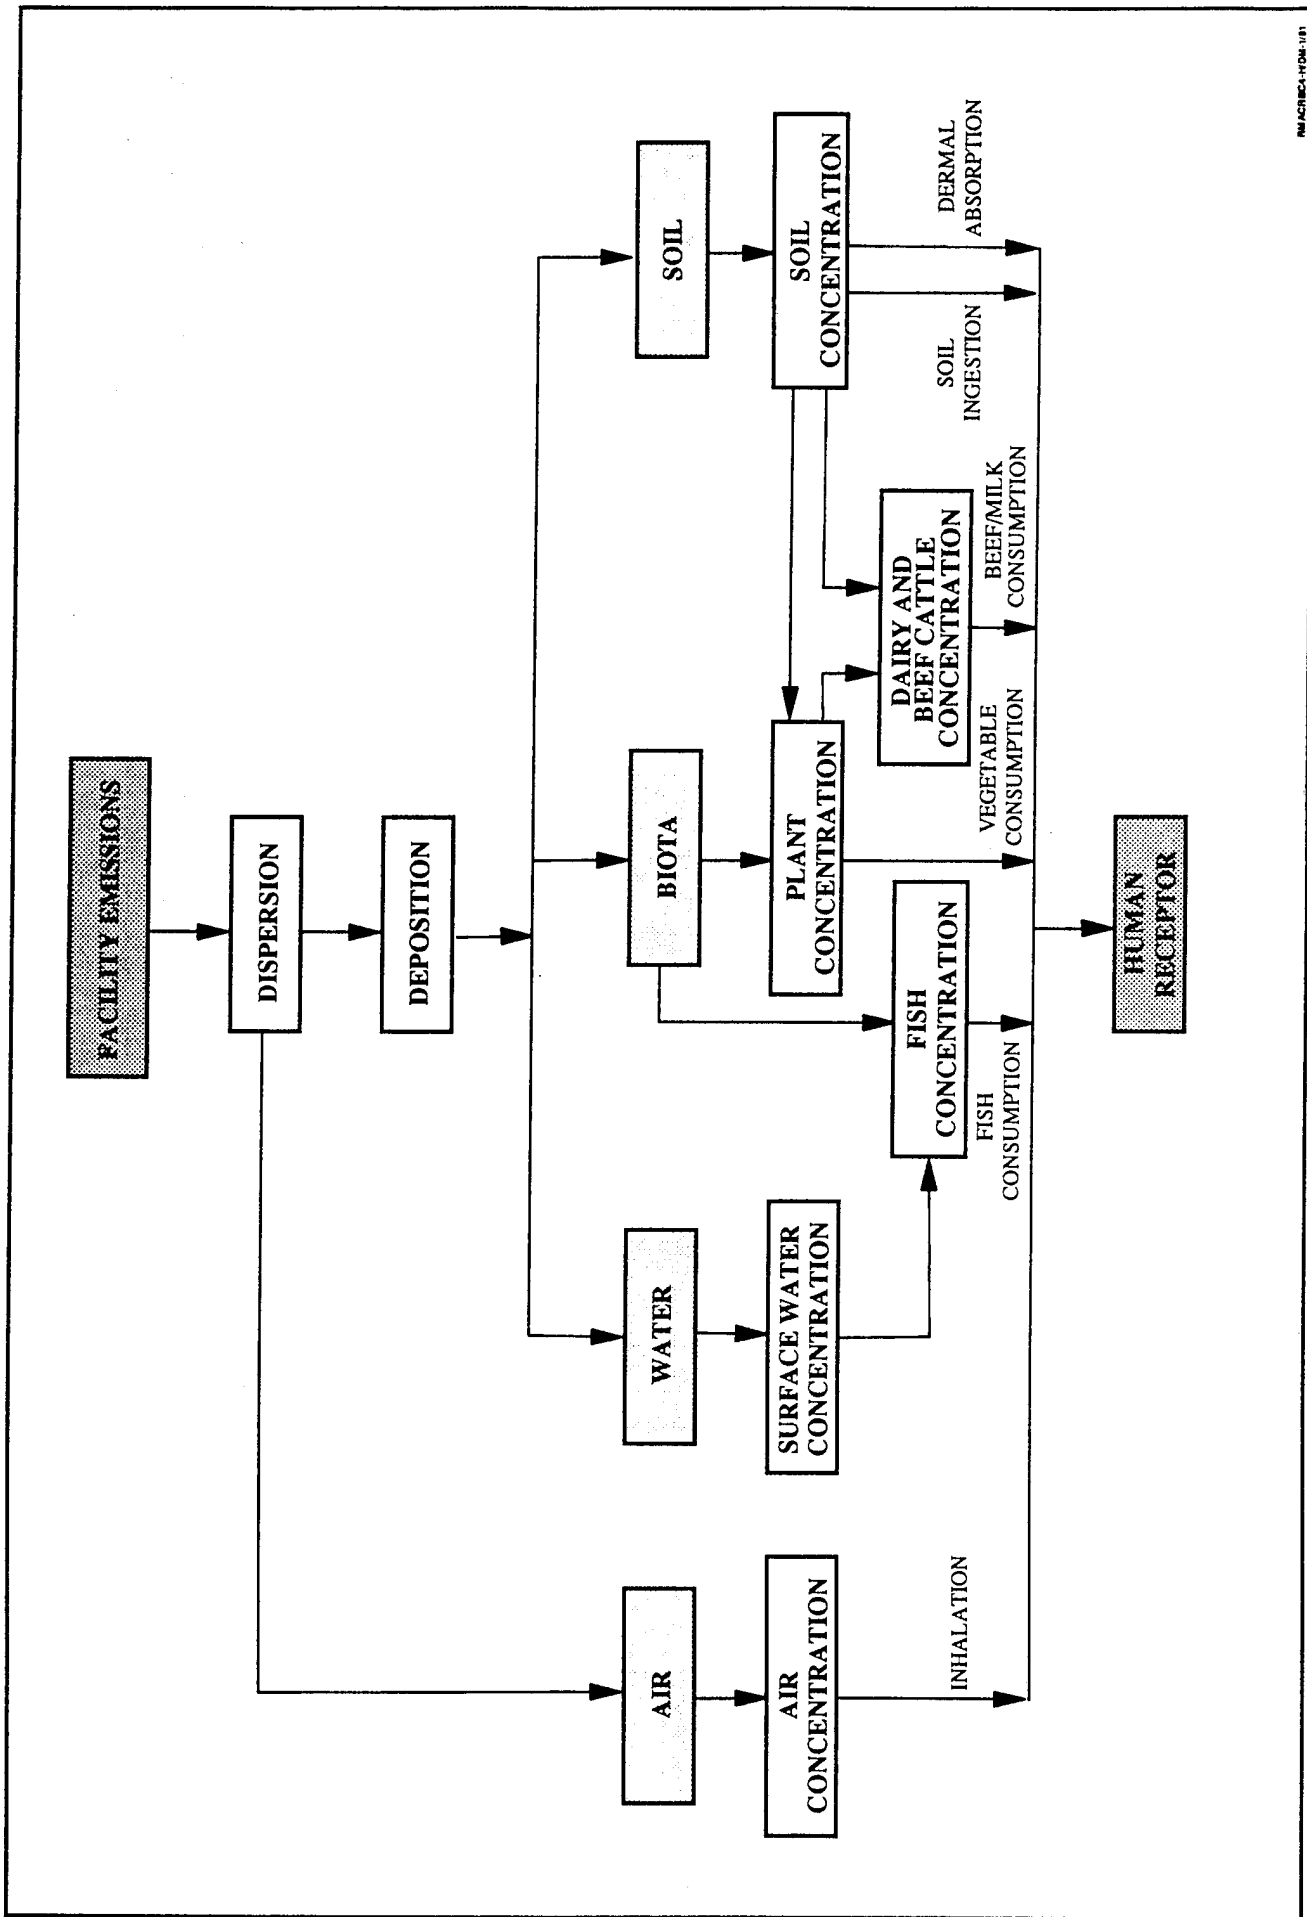 FACILITY EMISSIONS
DISPERSION
DEPOSITION
AIR
WATER
BIOTA
SOIL
AIR
CONCENTRATION
SURFACE WATER
CONCENTRATION
PLANT
CONCENTRATION
SOIL
CONCENTRATION
FISH
CONCENTRATION
DAIRY AND
BEEF CATTLE
CONCENTRATION
INHALATION
FISH
CONSUMPTION
VEGETABLE
CONSUMPTION
BEEF/MILK
CONSUMPTION
SOIL
INGESTION
DERMAL
ABSORPTION
HUMAN
RECEPTOR